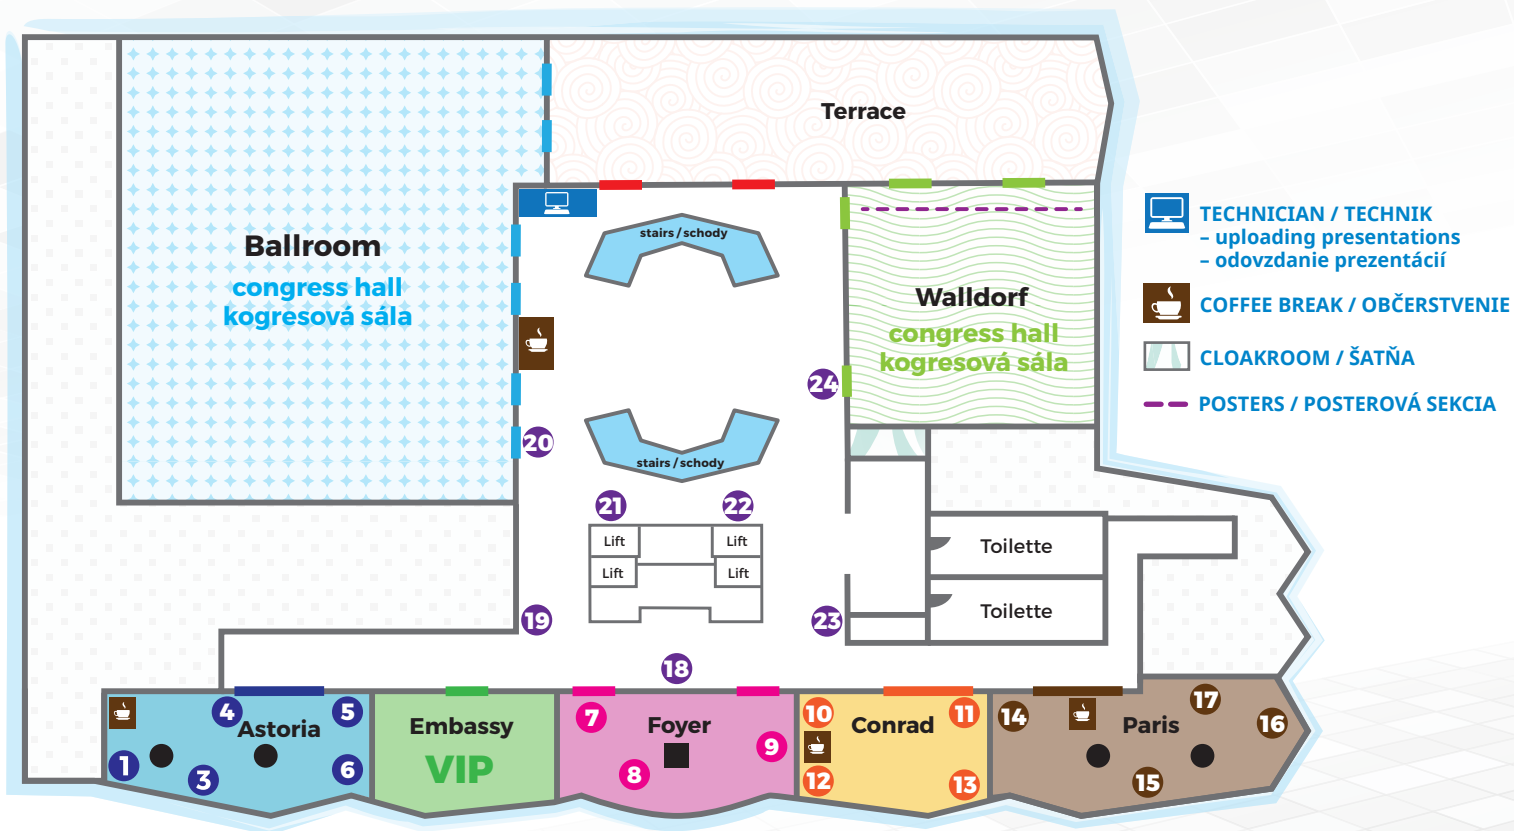 Terrace
TECHNICIAN / TECHNIK
– uploading presentations
– odovzdanie prezentácií
COFFEE BREAK / OBČERSTVENIE
CLOAKROOM / ŠATŇA
POSTERS / POSTEROVÁ SEKCIA
Ballroom
congress hall
kogresová sála
stairs / schody
Walldorf
congress hall
kogresová sála
24
20
stairs / schody
21
22
Lift
Lift
Lift
Lift
Toilette
Toilette
19
23
18
4
5
Astoria
1
3
6
Embassy
VIP
7
Foyer
8
9
10
Conrad
11
12
13
14
Paris
17
16
15